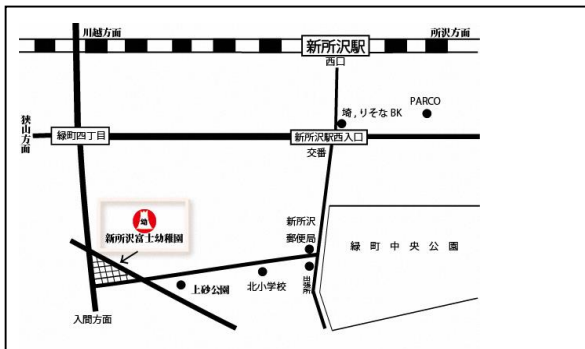 川越方面
新所沢駅
所沢方面
西口
PARCO
埼,りそなBK
狭山方面
緑町四丁目
新所沢駅西入口
交番
幼
新所沢富士幼稚園
新所沢
郵便局
緑町中央公園
出張所
上砂公園
北小学校
入間方面